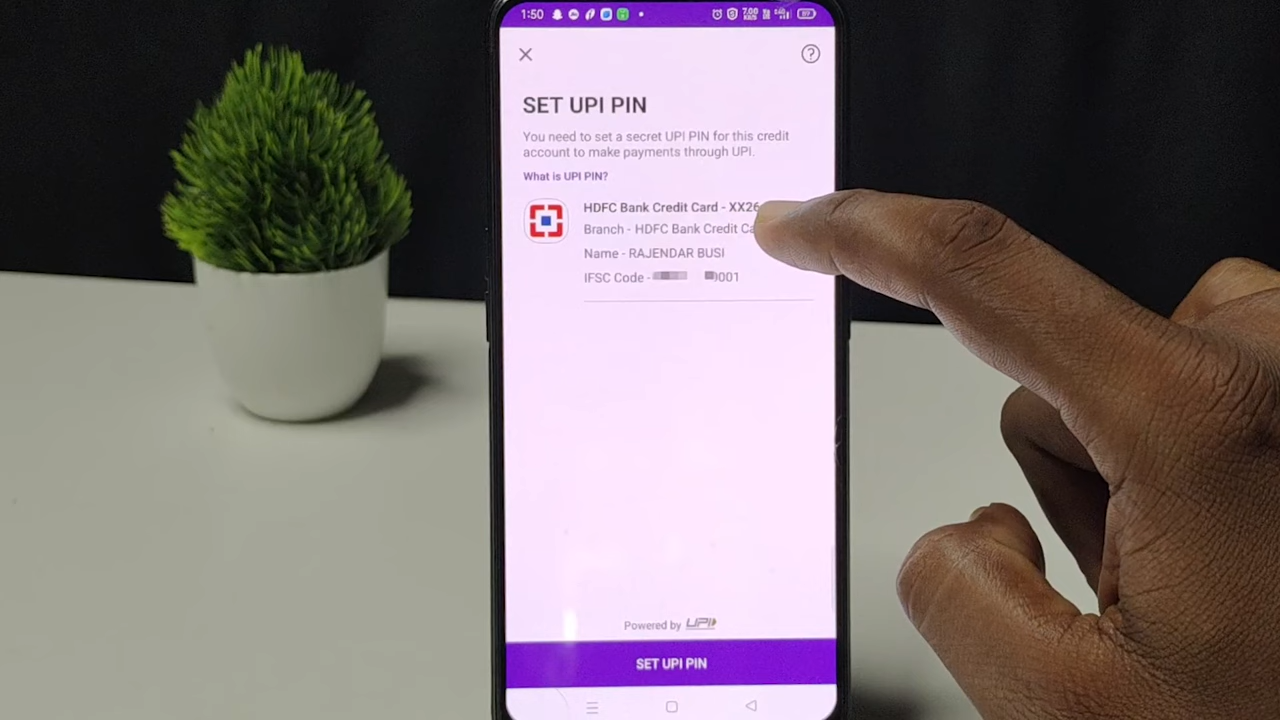 1:50
7.00
SET UPI PIN
You need to set a secret UPI PIN for this credit
account to make payments through UPI.
What is UPI PIN?
HDFC Bank Credit Card - XX26
Branch - HDFC Bank Credit Ca
Name - RAJENDAR BUSI
IFSC Code - 001
Powered by UPI
SET UPI PIN